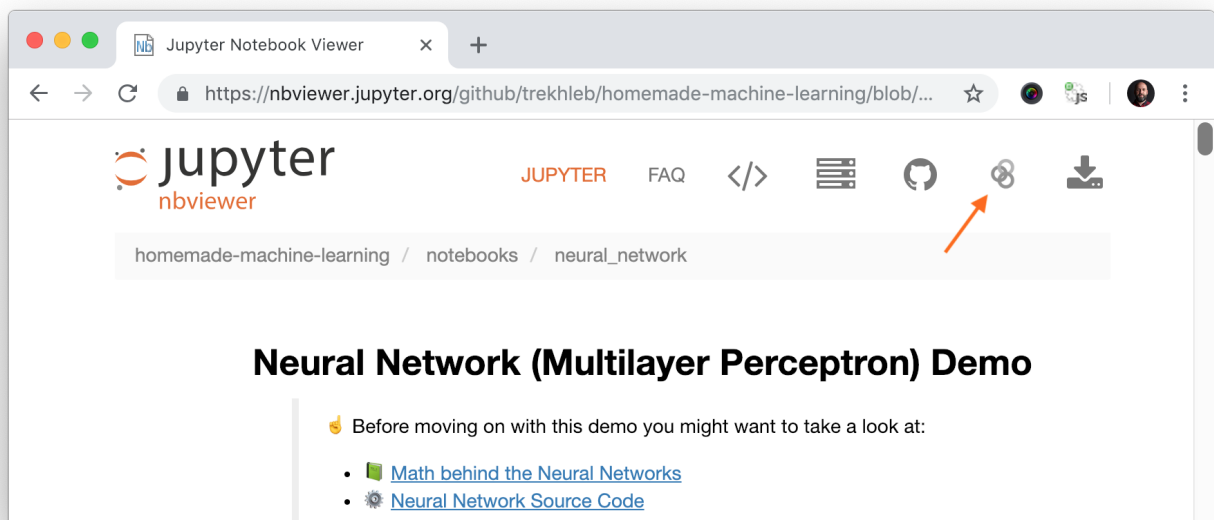 Nb Jupyter Notebook Viewer
https://nbviewer.jupyter.org/github/trekhleb/homemade-machine-learning/blob/...
JS
jupyter
nbviewer
JUPYTER FAQ </>
homemade-machine-learning / notebooks / neural_network
Neural Network (Multilayer Perceptron) Demo
☝ Before moving on with this demo you might want to take a look at:
• 📗 Math behind the Neural Networks
• ⚙ Neural Network Source Code